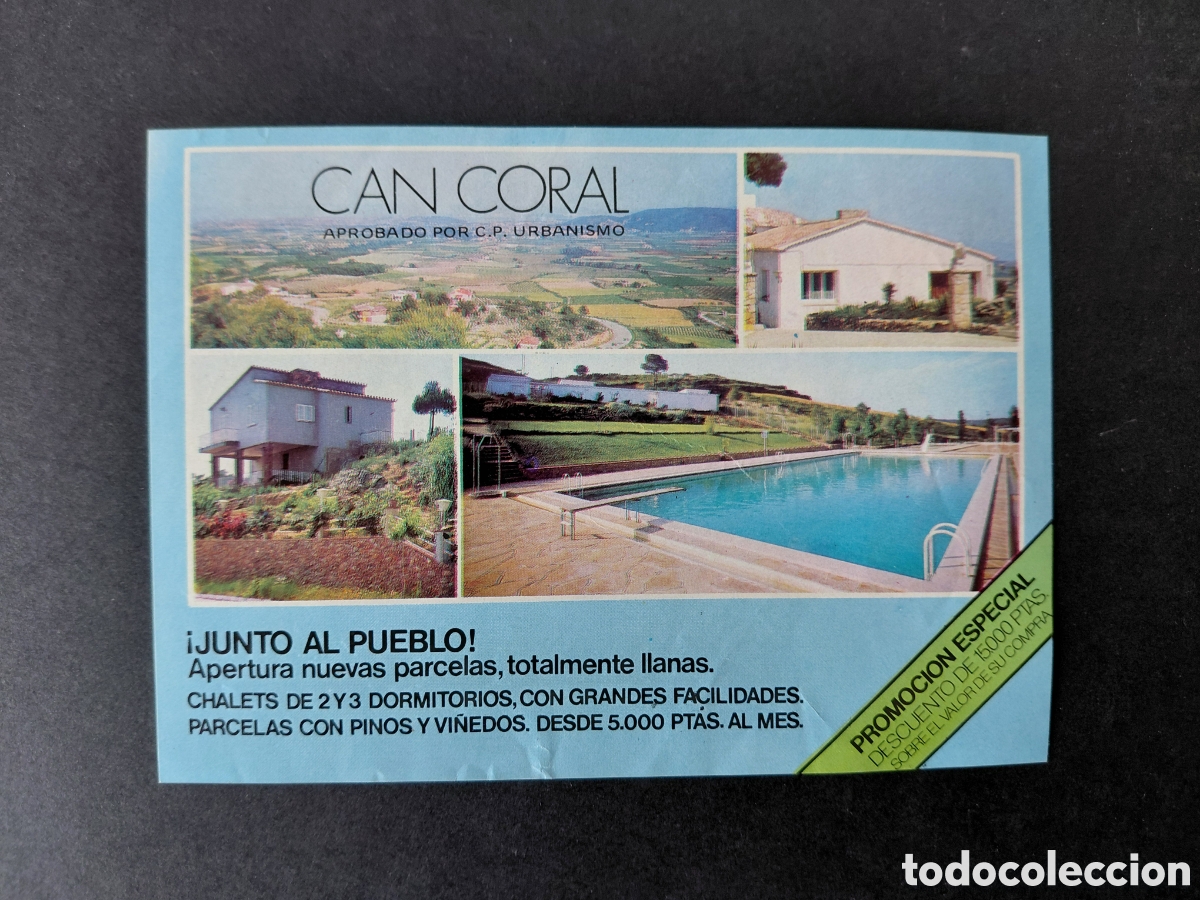 CAN CORAL
APROBADO POR C.P. URBANISMO
¡JUNTO AL PUEBLO!
Apertura nuevas parcelas, totalmente llanas.
CHALETS DE 2 Y 3 DORMITORIOS, CON GRANDES FACILIDADES.
PARCELAS CON PINOS Y VIÑEDOS. DESDE 5.000 PTAS. AL MES.
PROMOCION ESPECIAL
DESCUENTO DE 15.000 PTAS.
SOBRE EL VALOR DE SU COMPRA
todocoleccion